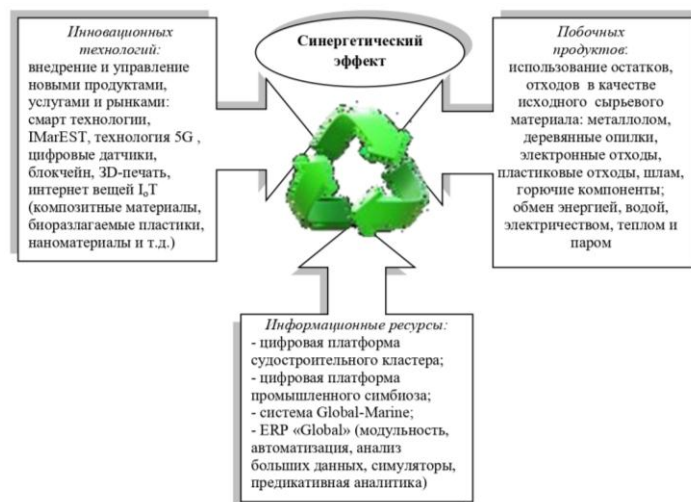 Инновационных
технологий:
внедрение и управление
новыми продуктами,
услугами и рынками:
смарт технологии,
IMarEST, технология 5G ,
цифровые датчики,
блокчейн, 3D-печать,
интернет вещей IоT
(композитные материалы,
биоразлагаемые пластики,
наноматериалы и т.д.)
Синергетический
эффект
Побочных
продуктов:
использование остатков,
отходов в качестве
исходного сырьевого
материала: металлолом,
деревянные опилки,
электронные отходы,
пластиковые отходы, шлам,
горючие компоненты;
обмен энергией, водой,
электричеством, теплом и
паром
Информационные ресурсы:
- цифровая платформа
судостроительного кластера;
- цифровая платформа
промышленного симбиоза;
- система Global-Marine;
- ERP «Global» (модульность,
автоматизация, анализ
больших данных, симуляторы,
предикативная аналитика)